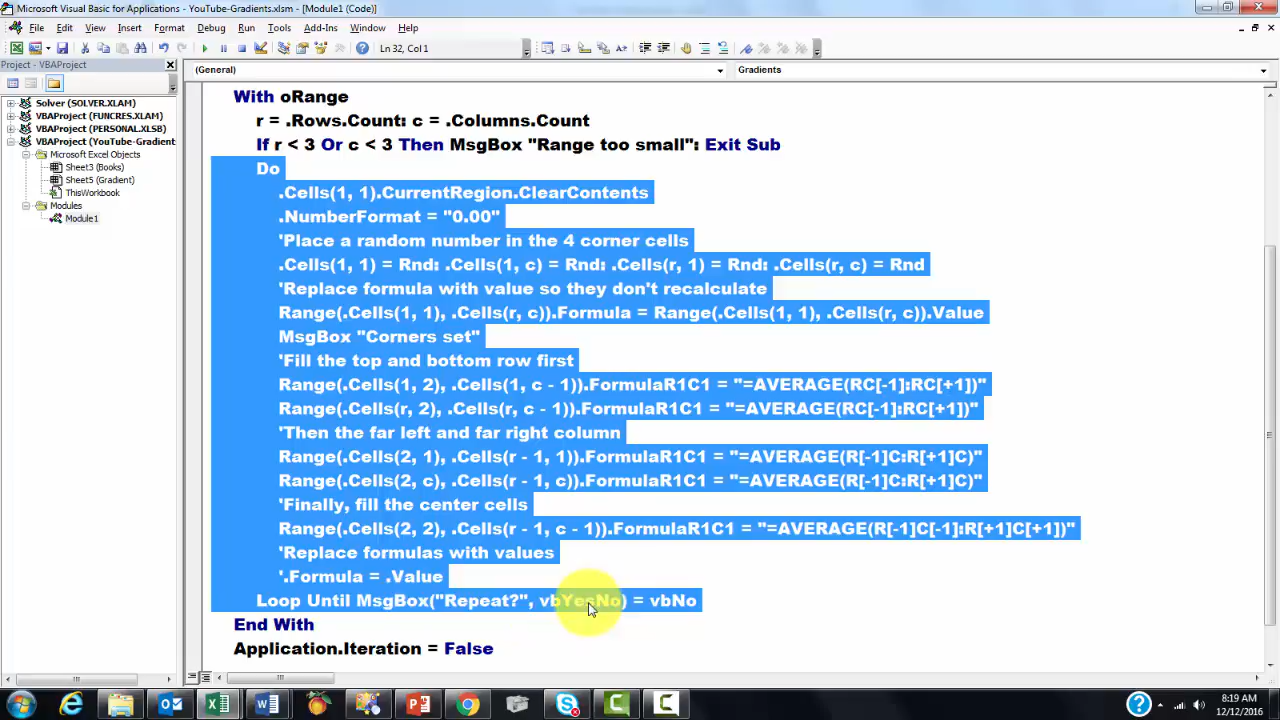 Microsoft Visual Basic for Applications - YouTube-Gradients.xlsm - [Module1 (Code)]
File Edit View Insert Format Debug Run Tools Add-Ins Window Help
Ln 32, Col 1
Project - VBAProject
(General) Gradients
Solver (SOLVER.XLAM)
VBAProject (FUNCRES.XLAM)
VBAProject (PERSONAL.XLSB)
VBAProject (YouTube-Gradient
Microsoft Excel Objects
Sheet3 (Books)
Sheet5 (Gradient)
ThisWorkbook
Modules
Module1
With oRange
r = .Rows.Count: c = .Columns.Count
If r < 3 Or c < 3 Then MsgBox "Range too small": Exit Sub
Do
.Cells(1, 1).CurrentRegion.ClearContents
.NumberFormat = "0.00"
'Place a random number in the 4 corner cells
.Cells(1, 1) = Rnd: .Cells(1, c) = Rnd: .Cells(r, 1) = Rnd: .Cells(r, c) = Rnd
'Replace formula with value so they don't recalculate
Range(.Cells(1, 1), .Cells(r, c)).Formula = Range(.Cells(1, 1), .Cells(r, c)).Value
MsgBox "Corners set"
'Fill the top and bottom row first
Range(.Cells(1, 2), .Cells(1, c - 1)).FormulaR1C1 = "=AVERAGE(RC[-1]:RC[+1])"
Range(.Cells(r, 2), .Cells(r, c - 1)).FormulaR1C1 = "=AVERAGE(RC[-1]:RC[+1])"
'Then the far left and far right column
Range(.Cells(2, 1), .Cells(r - 1, 1)).FormulaR1C1 = "=AVERAGE(R[-1]C:R[+1]C)"
Range(.Cells(2, c), .Cells(r - 1, c)).FormulaR1C1 = "=AVERAGE(R[-1]C:R[+1]C)"
'Finally, fill the center cells
Range(.Cells(2, 2), .Cells(r - 1, c - 1)).FormulaR1C1 = "=AVERAGE(R[-1]C[-1]:R[+1]C[+1])"
'Replace formulas with values
'.Formula = .Value
Loop Until MsgBox("Repeat?", vbYesNo) = vbNo
End With
Application.Iteration = False
8:19 AM
12/12/2016